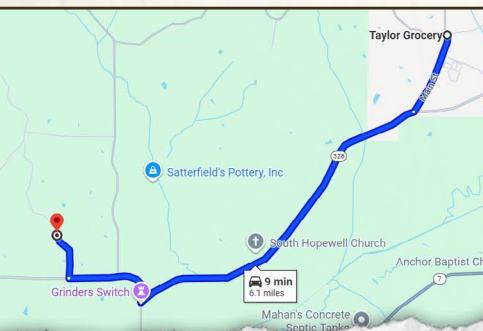 Taylor Grocery
Main St
328
Satterfield's Pottery, Inc
South Hopewell Church
Anchor Baptist Ch
9 min
6.1 miles
7
Grinders Switch
Mahan's Concrete
Septic Tanks